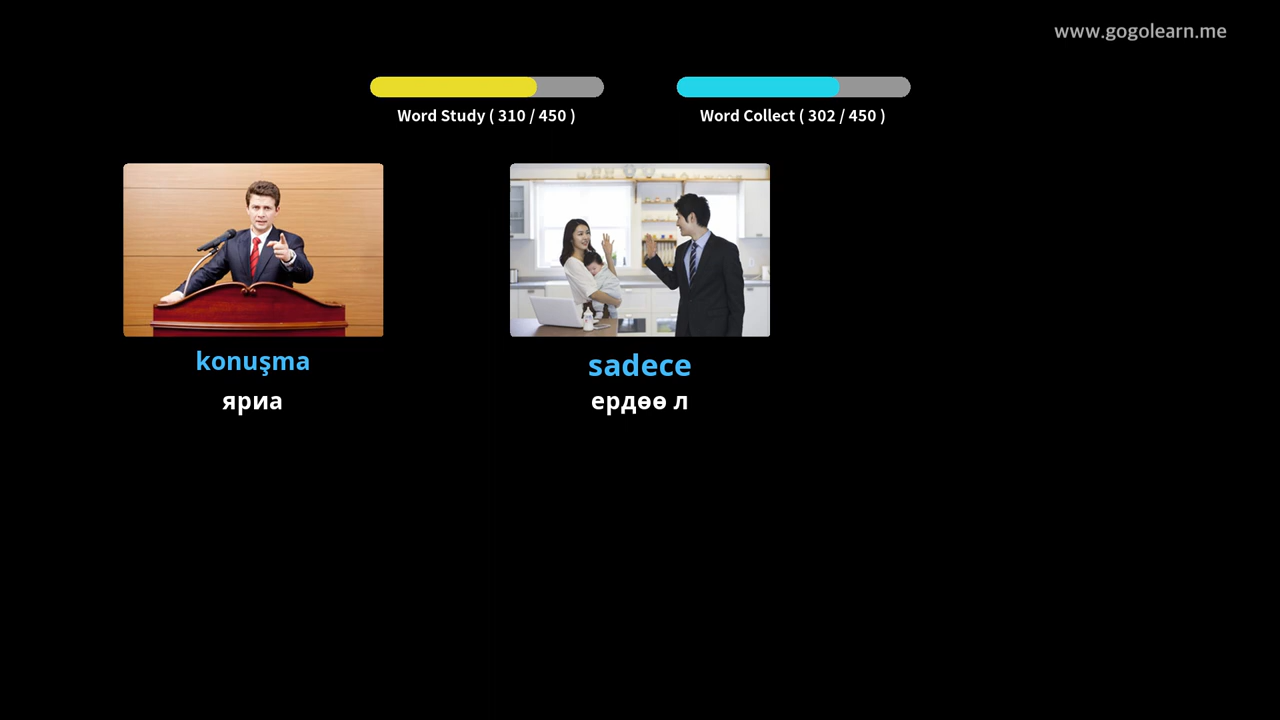 www.gogolearn.me
Word Study ( 310 / 450 )
Word Collect ( 302 / 450 )
konuşma
яриа
sadece
ердөө л